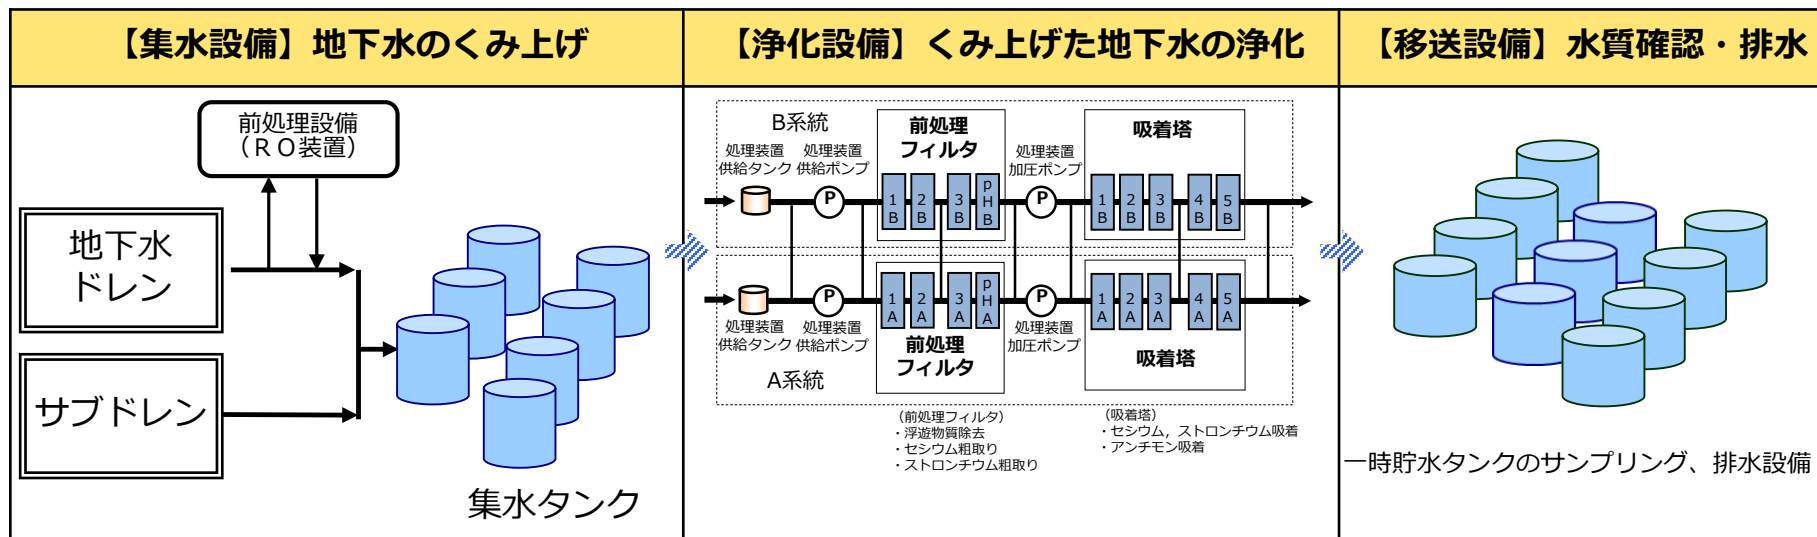 【集水設備】地下水のくみ上げ
【浄化設備】くみ上げた地下水の浄化
【移送設備】水質確認・排水
前処理設備
（ＲＯ装置）
地下水
ドレン
サブドレン
集水タンク
B系統
処理装置
供給タンク
処理装置
供給ポンプ
P
前処理
フィルタ
1B
2B
3B
pHB
処理装置
加圧ポンプ
P
吸着塔
1B
2B
3B
4B
5B
P
1A
2A
3A
pHA
P
1A
2A
3A
4A
5A
処理装置
供給タンク
処理装置
供給ポンプ
前処理
フィルタ
処理装置
加圧ポンプ
吸着塔
A系統
（前処理フィルタ）
・浮遊物質除去
・セシウム粗取り
・ストロンチウム粗取り
（吸着塔）
・セシウム，ストロンチウム吸着
・アンチモン吸着
一時貯水タンクのサンプリング、排水設備